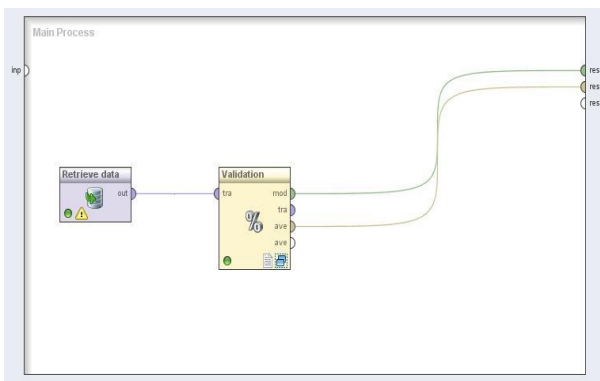 Main Process
inp
res
res
res
Retrieve data
out
Validation
tra
mod
tra
ave
ave
%